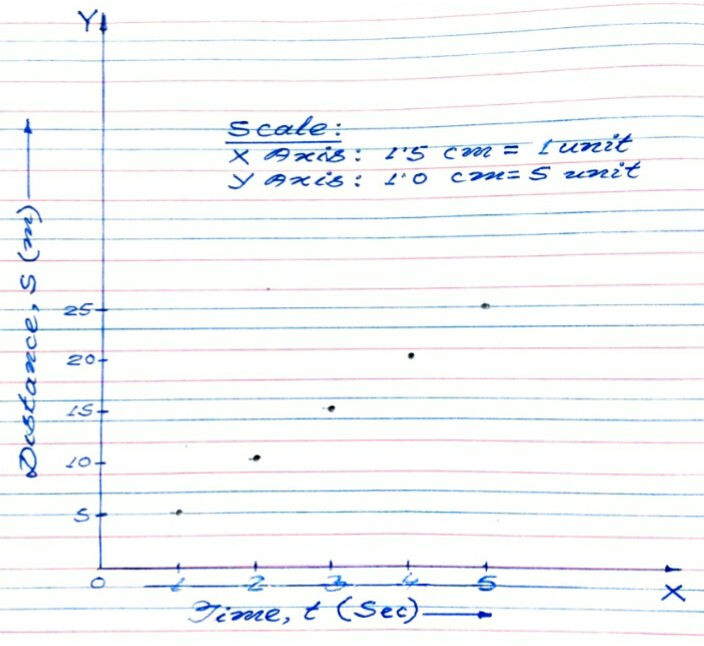 Y
Scale:
X Axis: 1.5 cm = 1 unit
Y Axis: 1.0 cm = 5 unit
Distance, S (m)
25
20
15
10
5
0 1 2 3 4 5
X
Time, t (Sec)